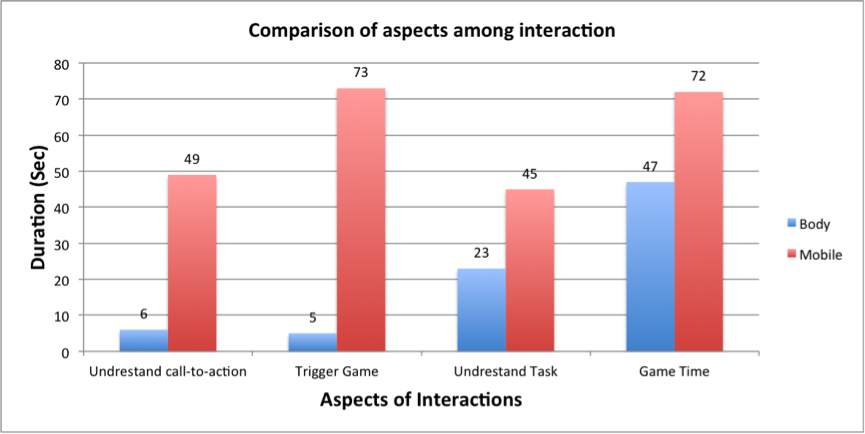 Comparison of aspects among interaction
Duration (Sec)
80
70
60
50
40
30
20
10
0
6
49
5
73
23
45
47
72
Undrestand call-to-action
Trigger Game
Undrestand Task
Game Time
Aspects of Interactions
Body
Mobile